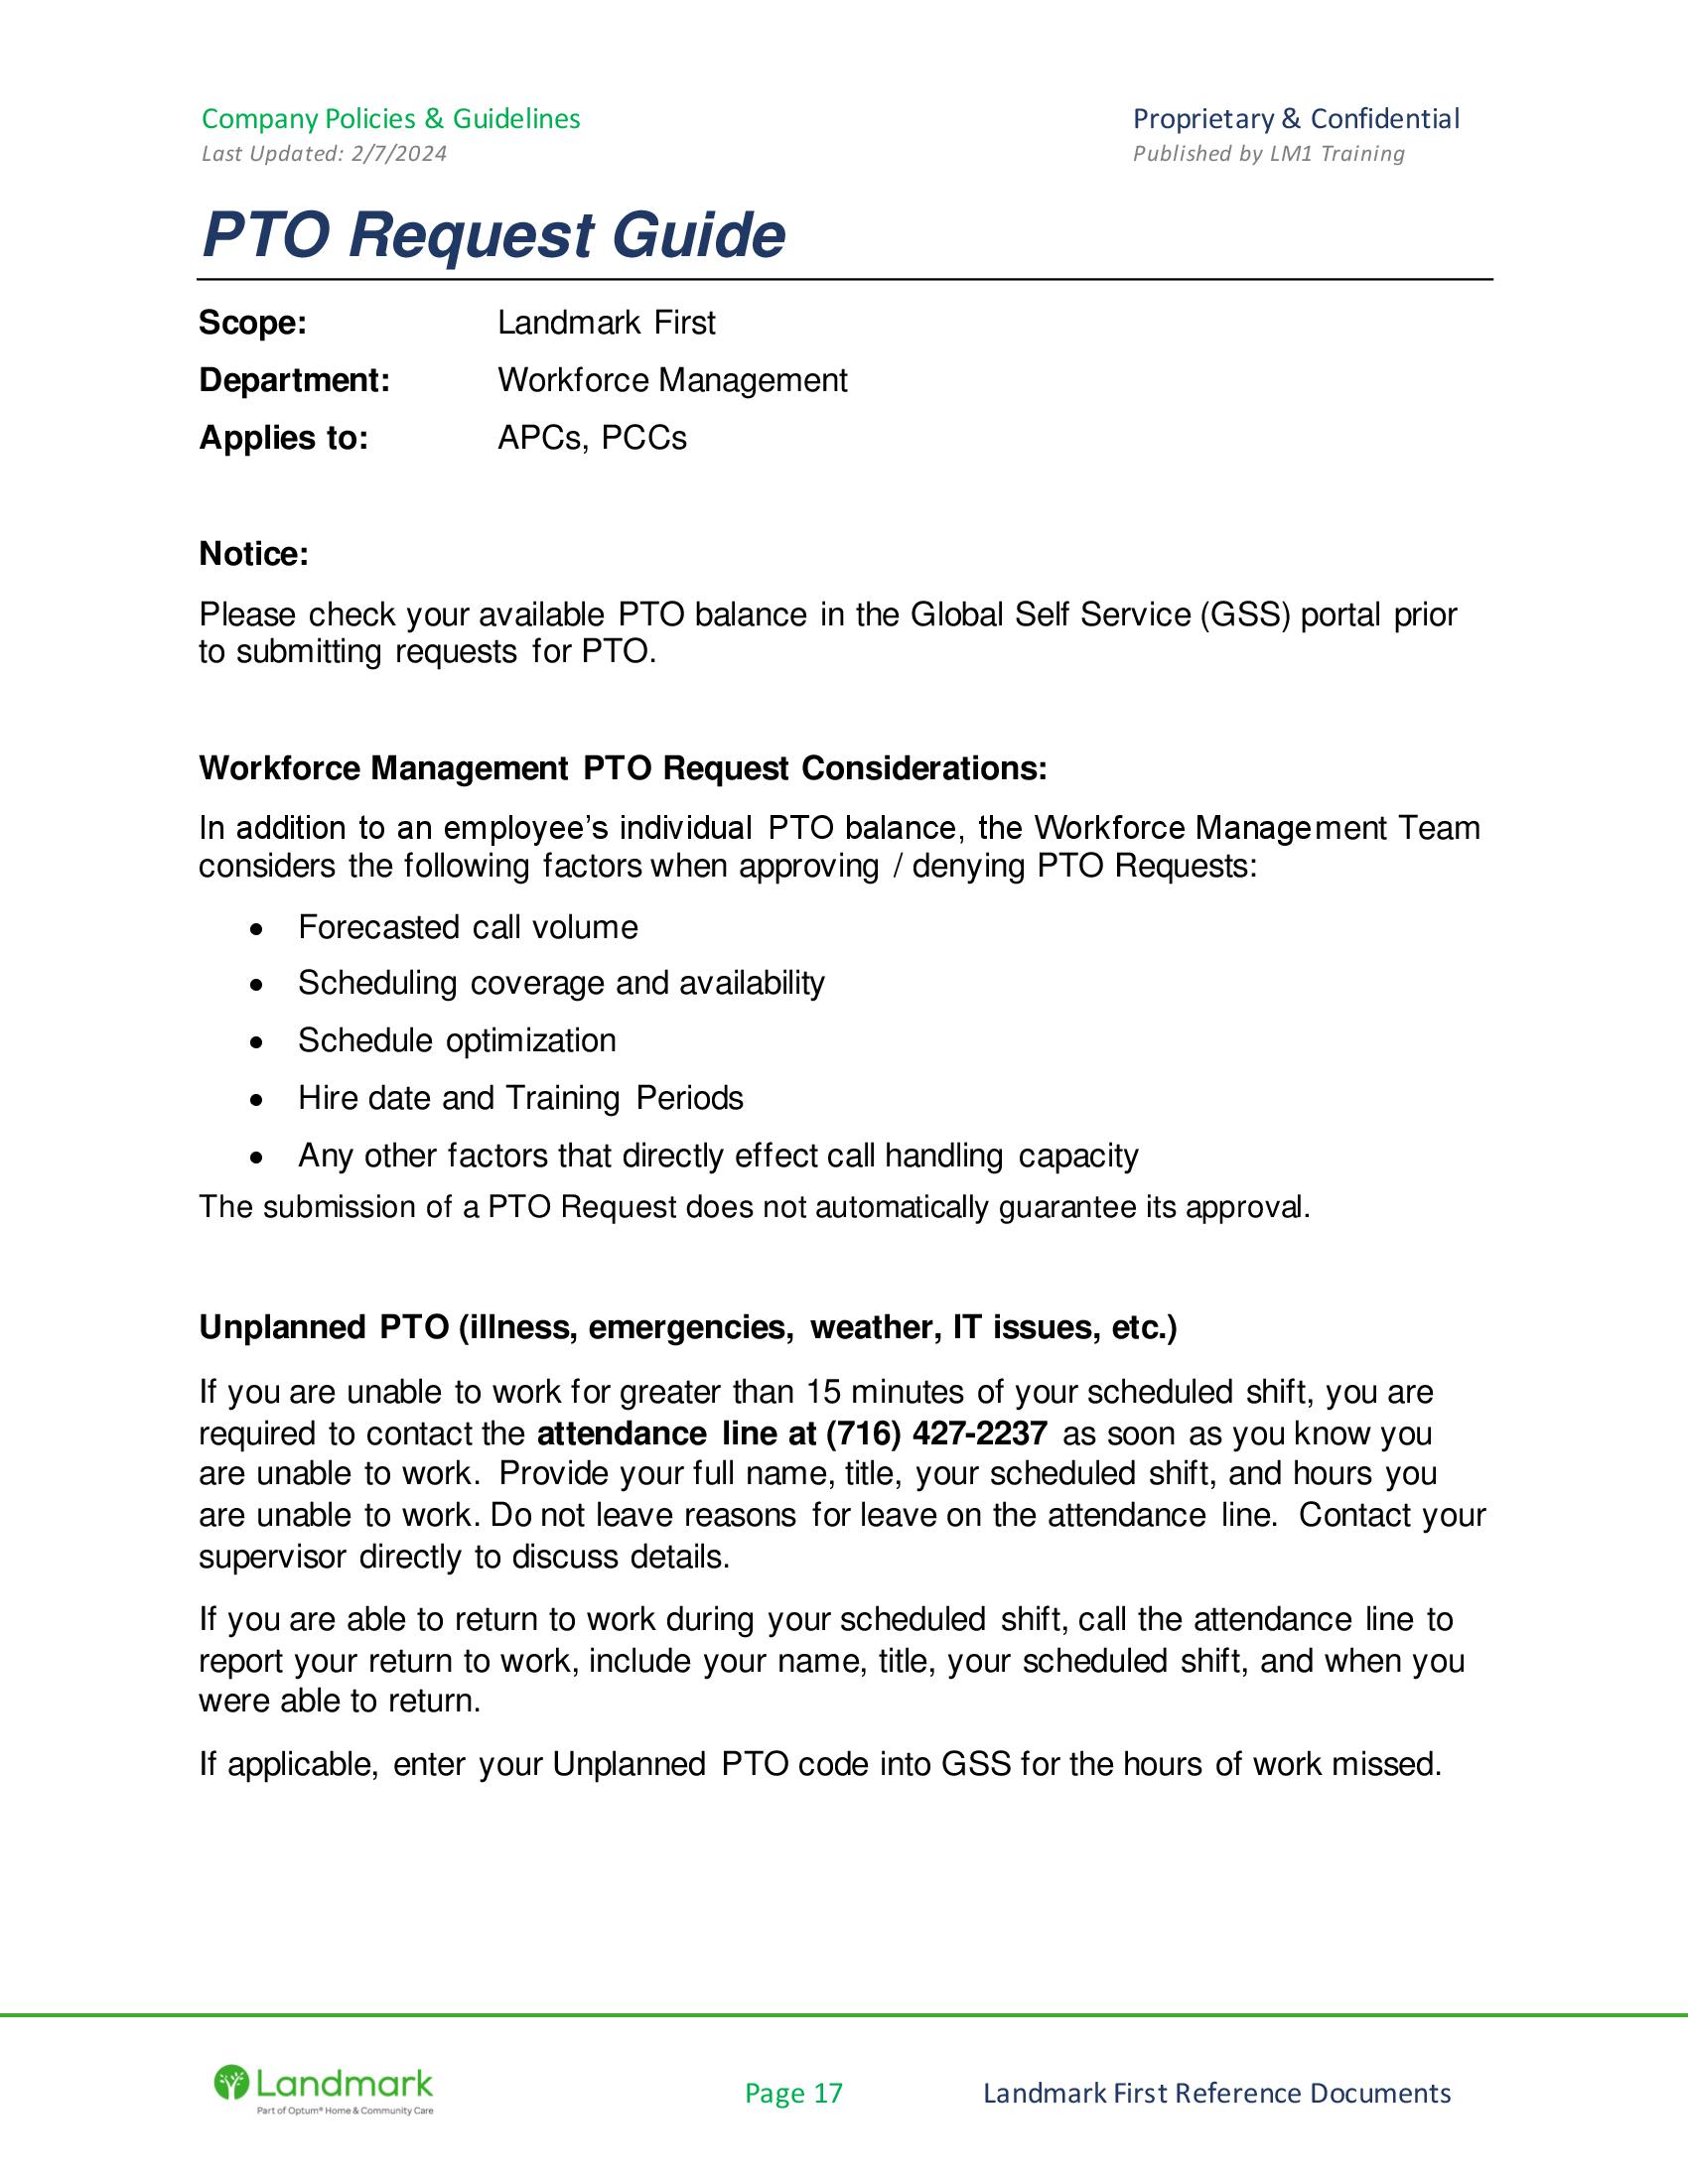 Company Policies & Guidelines
Proprietary & Confidential
Last Updated: 2/7/2024
Published by LM1 Training
PTO Request Guide
Scope: Landmark First
Department: Workforce Management
Applies to: APCs, PCCs
Notice:
Please check your available PTO balance in the Global Self Service (GSS) portal prior
to submitting requests for PTO.
Workforce Management PTO Request Considerations:
In addition to an employee’s individual PTO balance, the Workforce Management Team
considers the following factors when approving / denying PTO Requests:
• Forecasted call volume
• Scheduling coverage and availability
• Schedule optimization
• Hire date and Training Periods
• Any other factors that directly effect call handling capacity
The submission of a PTO Request does not automatically guarantee its approval.
Unplanned PTO (illness, emergencies, weather, IT issues, etc.)
If you are unable to work for greater than 15 minutes of your scheduled shift, you are
required to contact the attendance line at (716) 427-2237 as soon as you know you
are unable to work. Provide your full name, title, your scheduled shift, and hours you
are unable to work. Do not leave reasons for leave on the attendance line. Contact your
supervisor directly to discuss details.
If you are able to return to work during your scheduled shift, call the attendance line to
report your return to work, include your name, title, your scheduled shift, and when you
were able to return.
If applicable, enter your Unplanned PTO code into GSS for the hours of work missed.
Landmark
Part of Optum® Home & Community Care
Page 17
Landmark First Reference Documents